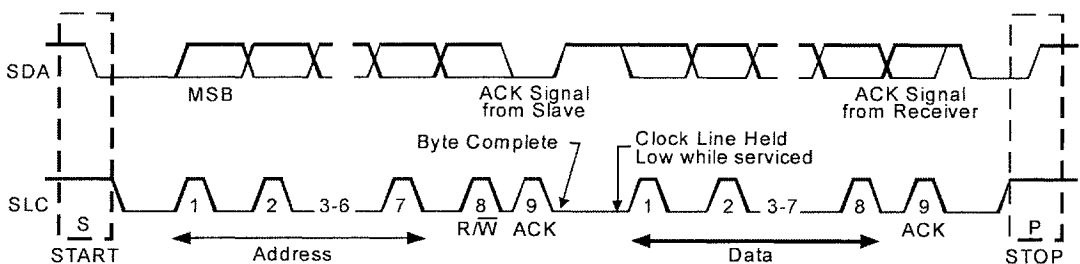 SDA
MSB
ACK Signal
from Slave
ACK Signal
from Receiver
Byte Complete
Clock Line Held
Low while serviced
SLC
S
1
2
3-6
7
8
9
1
2
3-7
8
9
P
R/W̅
ACK
ACK
START
Address
Data
STOP